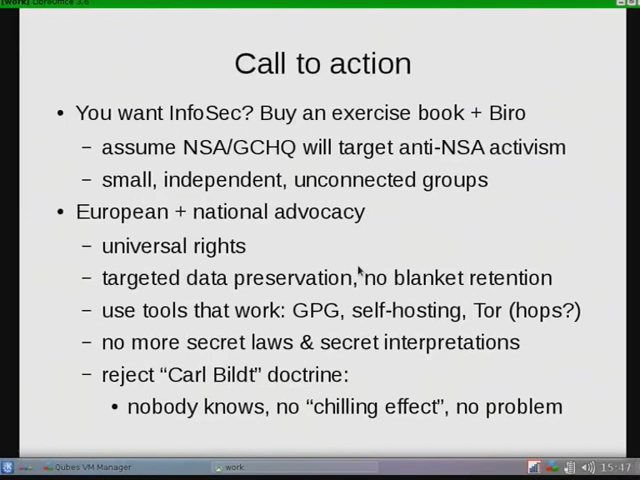 [work] LibreOffice 3.6
Call to action
• You want InfoSec? Buy an exercise book + Biro
– assume NSA/GCHQ will target anti-NSA activism
– small, independent, unconnected groups
• European + national advocacy
– universal rights
– targeted data preservation, no blanket retention
– use tools that work: GPG, self-hosting, Tor (hops?)
– no more secret laws & secret interpretations
– reject “Carl Bildt” doctrine:
• nobody knows, no “chilling effect”, no problem
Qubes VM Manager work 15:47